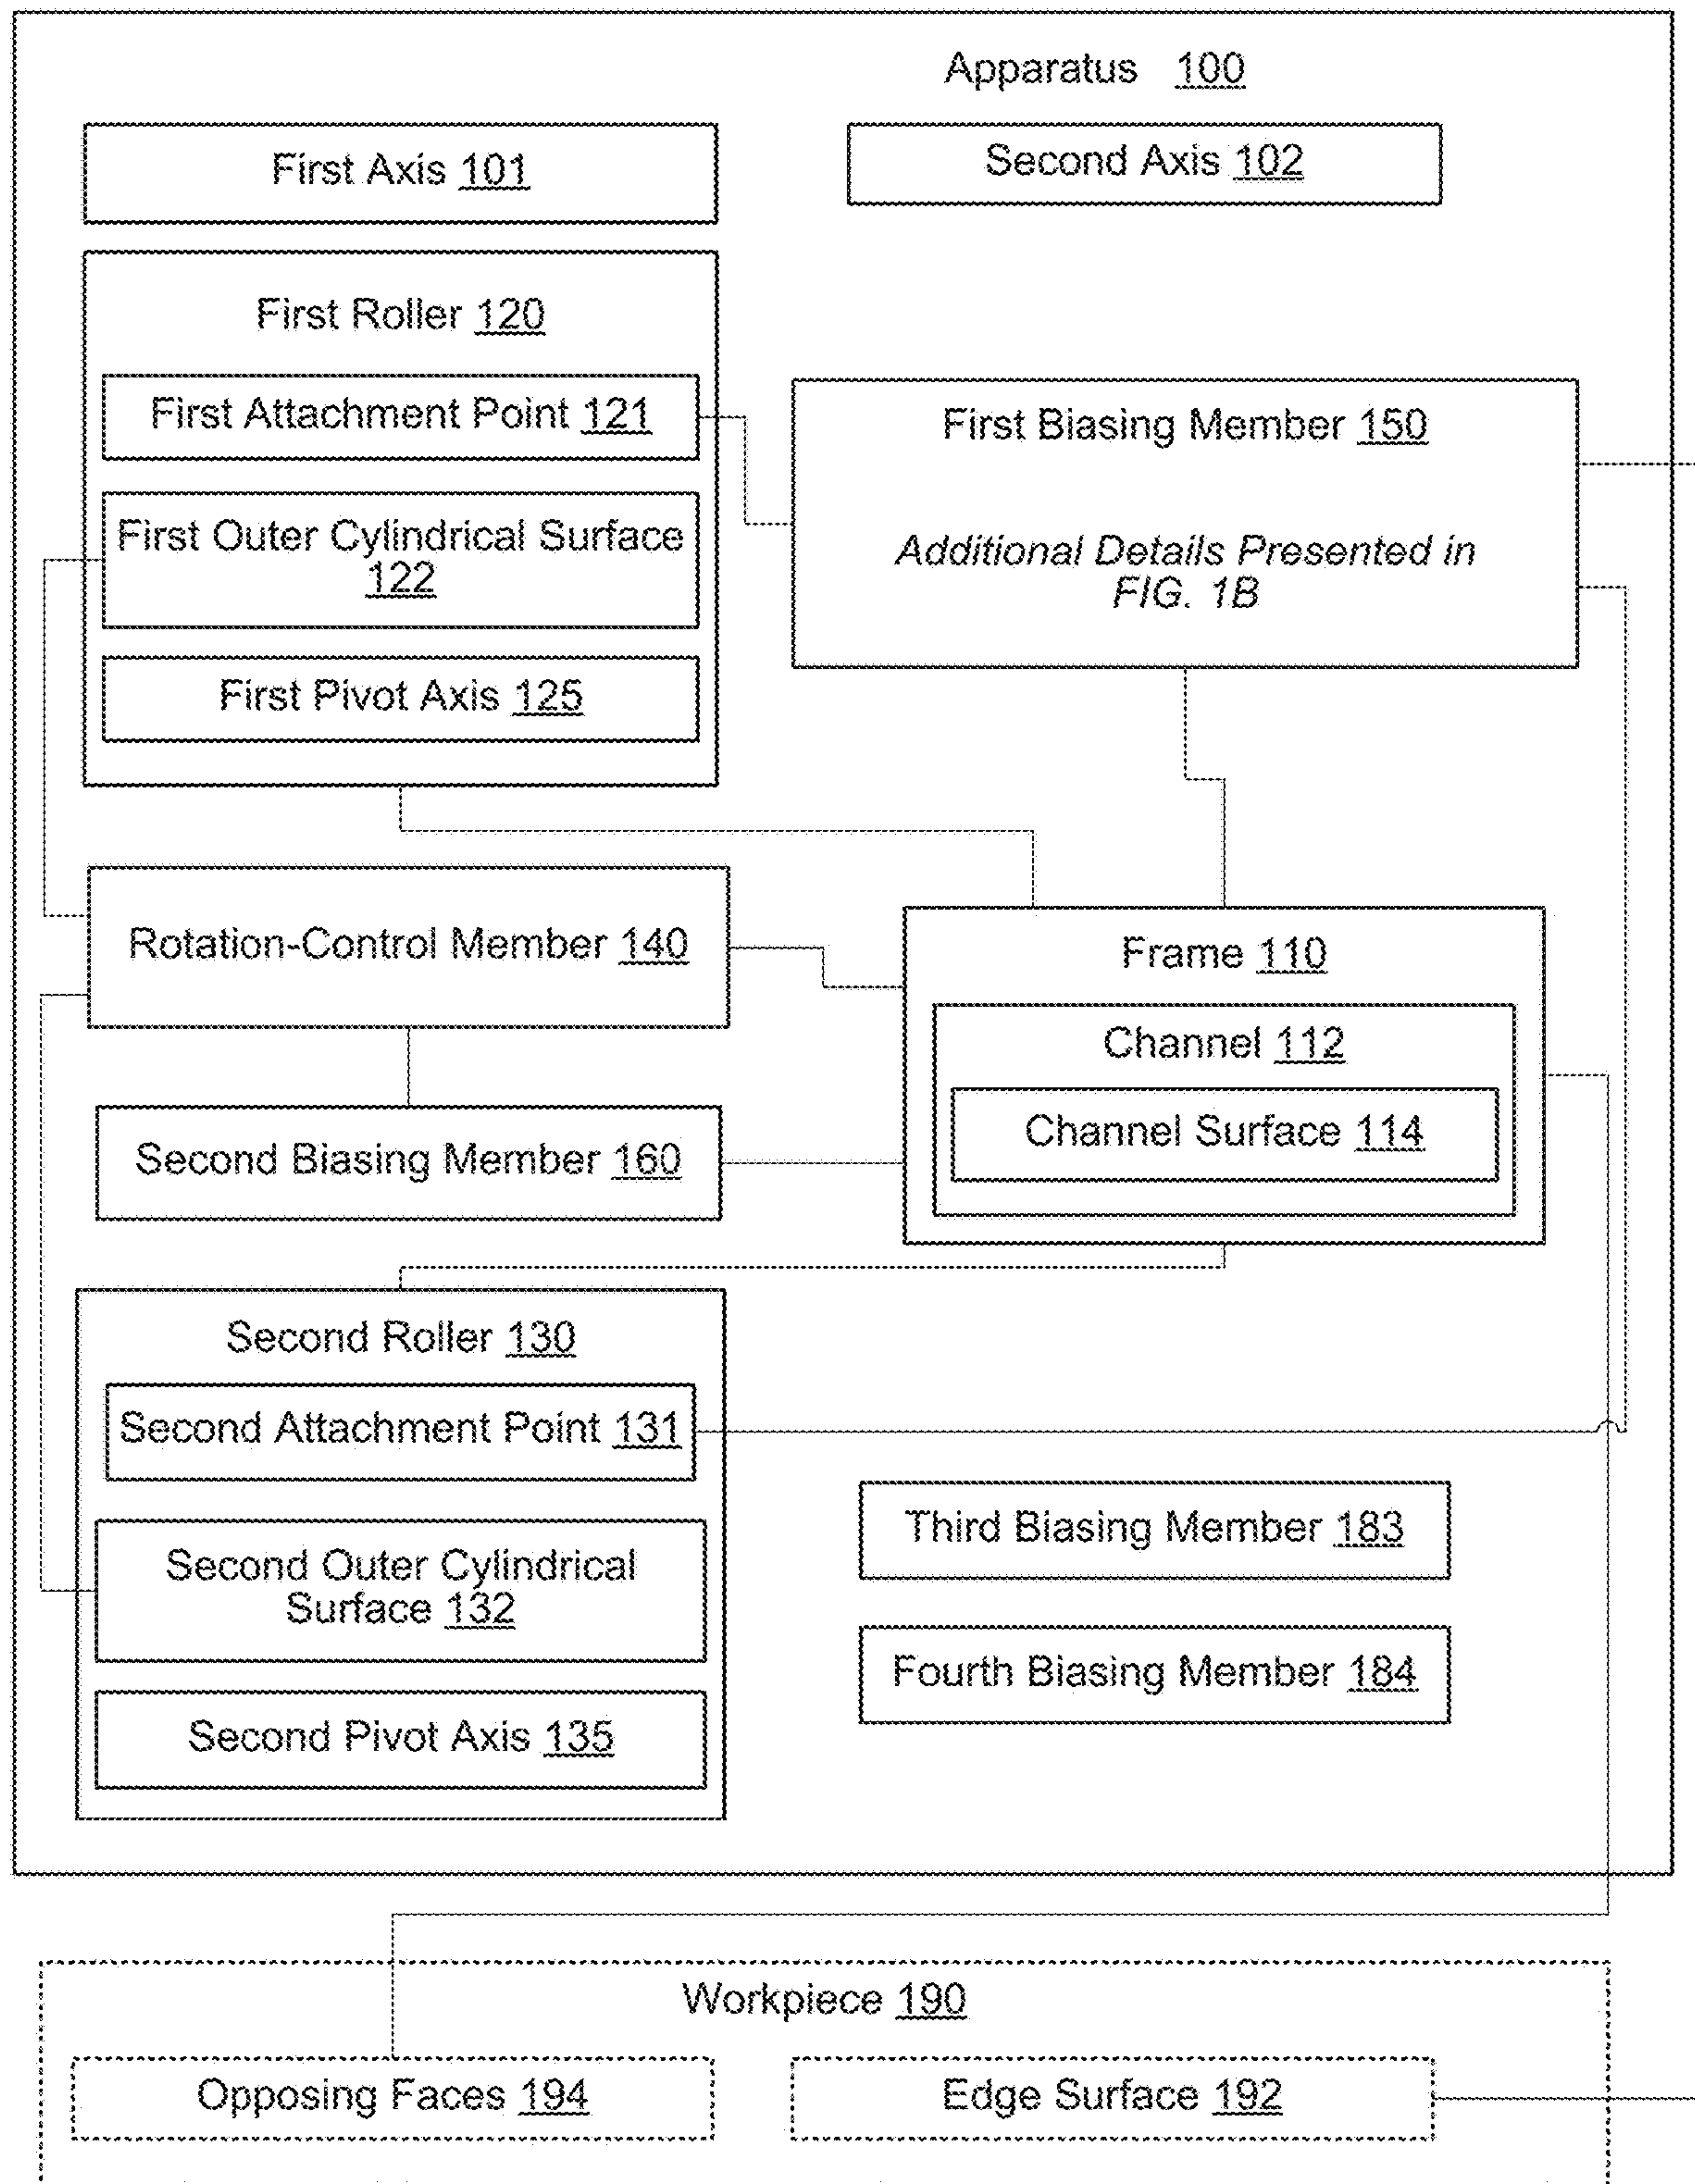 Apparatus 100
First Axis 101
Second Axis 102
First Roller 120
First Attachment Point 121
First Outer Cylindrical Surface
122
First Pivot Axis 125
First Biasing Member 150
Additional Details Presented in
FIG. 1B
Rotation-Control Member 140
Frame 110
Channel 112
Channel Surface 114
Second Biasing Member 160
Second Roller 130
Second Attachment Point 131
Second Outer Cylindrical
Surface 132
Second Pivot Axis 135
Third Biasing Member 183
Fourth Biasing Member 184
Workpiece 190
Opposing Faces 194
Edge Surface 192